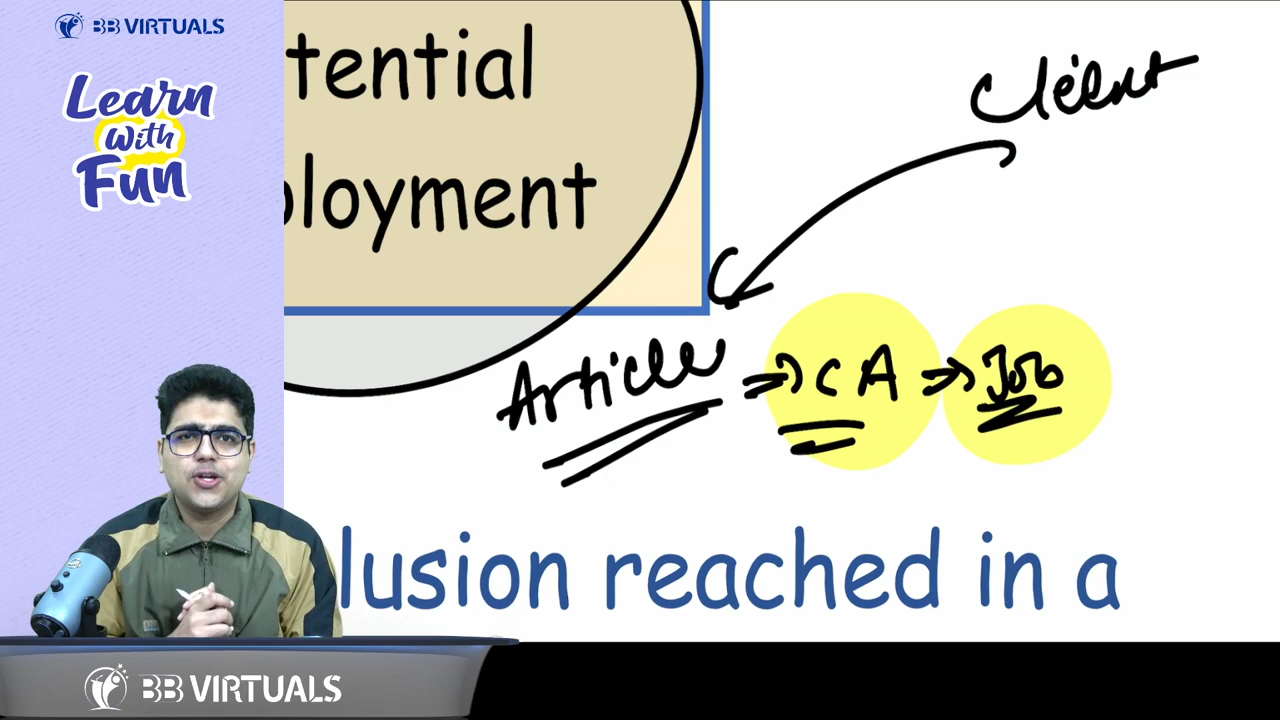 BB VIRTUALS
Learn
With
Fun
tential
ployment
Client
Article ⇒ CA ⇒ Job
lusion reached in a
BB VIRTUALS